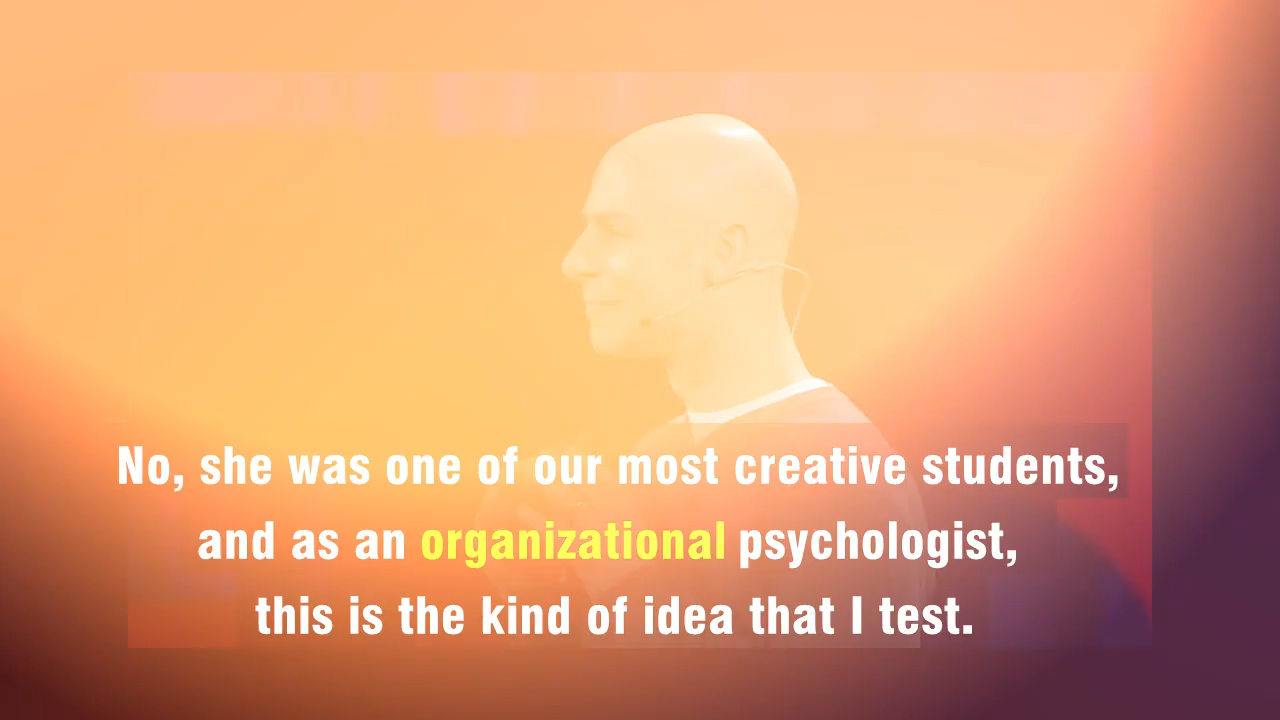 No, she was one of our most creative students,
and as an organizational psychologist,
this is the kind of idea that I test.